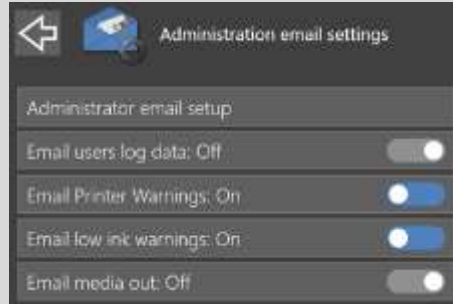 Administration email settings
Administrator email setup
Email users log data: Off
Email Printer Warnings: On
Email low ink warnings: On
Email media out: Off